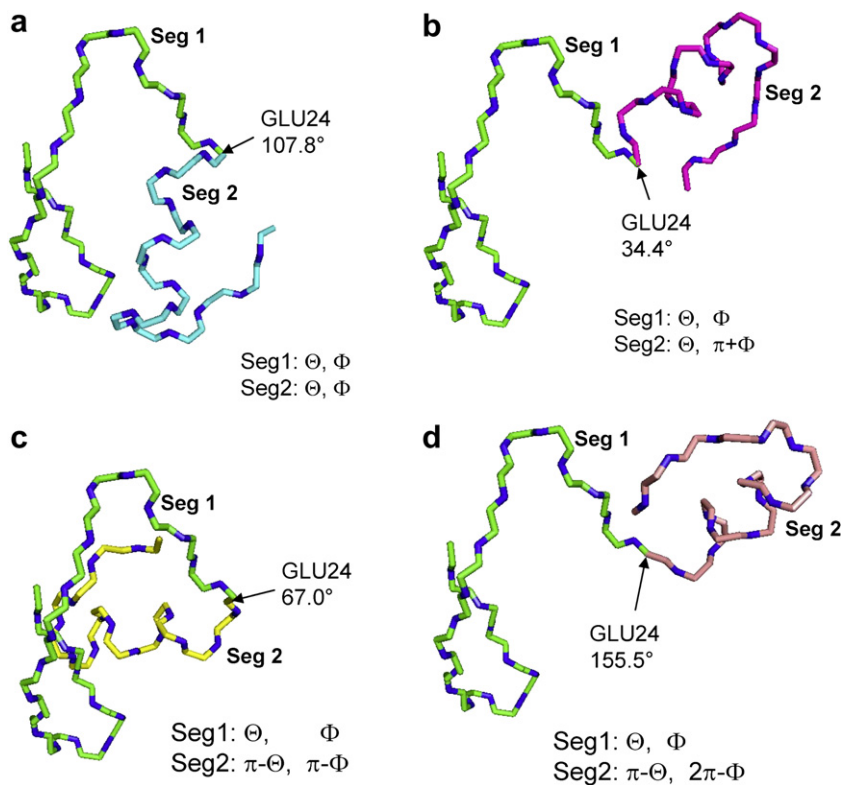 a
Seg 1
GLU24
107.8°
Seg 2
Seg1: Θ, Φ
Seg2: Θ, Φ
b
Seg 1
Seg 2
GLU24
34.4°
Seg1: Θ, Φ
Seg2: Θ, π+Φ
c
Seg 1
GLU24
67.0°
Seg 2
Seg1: Θ, Φ
Seg2: π-Θ, π-Φ
d
Seg 1
Seg 2
GLU24
155.5°
Seg1: Θ, Φ
Seg2: π-Θ, 2π-Φ